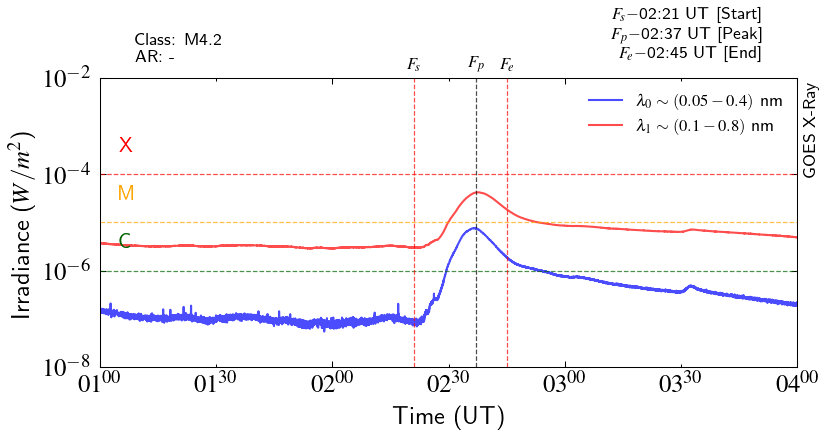 Class: M4.2
AR: -
F_s−02:21 UT [Start]
F_p−02:37 UT [Peak]
F_e−02:45 UT [End]
F_s F_p F_e
10^{-2}
10^{-4}
10^{-6}
10^{-8}
Irradiance (W/m^2)
X
M
C
λ_0 ∼ (0.05 − 0.4) nm
λ_1 ∼ (0.1 − 0.8) nm
GOES X-Ray
01^{00} 01^{30} 02^{00} 02^{30} 03^{00} 03^{30} 04^{00}
Time (UT)